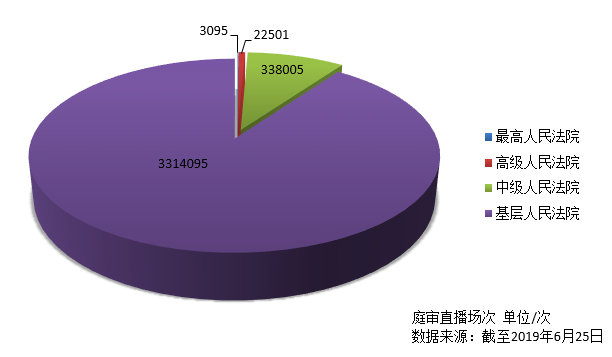 3095
22501
338005
3314095
最高人民法院
高级人民法院
中级人民法院
基层人民法院
庭审直播场次 单位/次
数据来源：截至2019年6月25日